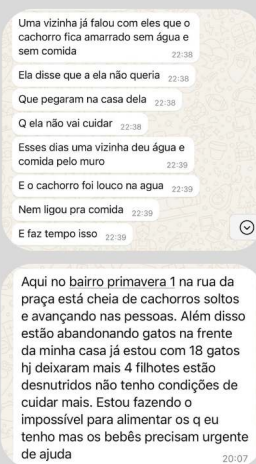 Uma vizinha já falou com eles que o
cachorro fica amarrado sem água e
sem comida
22:38
Ela disse que a ela não queria 22:38
Que pegaram na casa dela 22:38
Q ela não vai cuidar 22:38
Esses dias uma vizinha deu água e
comida pelo muro
22:39
E o cachorro foi louco na agua 22:39
Nem ligou pra comida 22:39
E faz tempo isso 22:39
Aqui no bairro primavera 1 na rua da
praça está cheia de cachorros soltos
e avançando nas pessoas. Além disso
estão abandonando gatos na frente
da minha casa já estou com 18 gatos
hj deixaram mais 4 filhotes estão
desnutridos não tenho condições de
cuidar mais. Estou fazendo o
impossível para alimentar os q eu
tenho mas os bebês precisam urgente
de ajuda
20:07